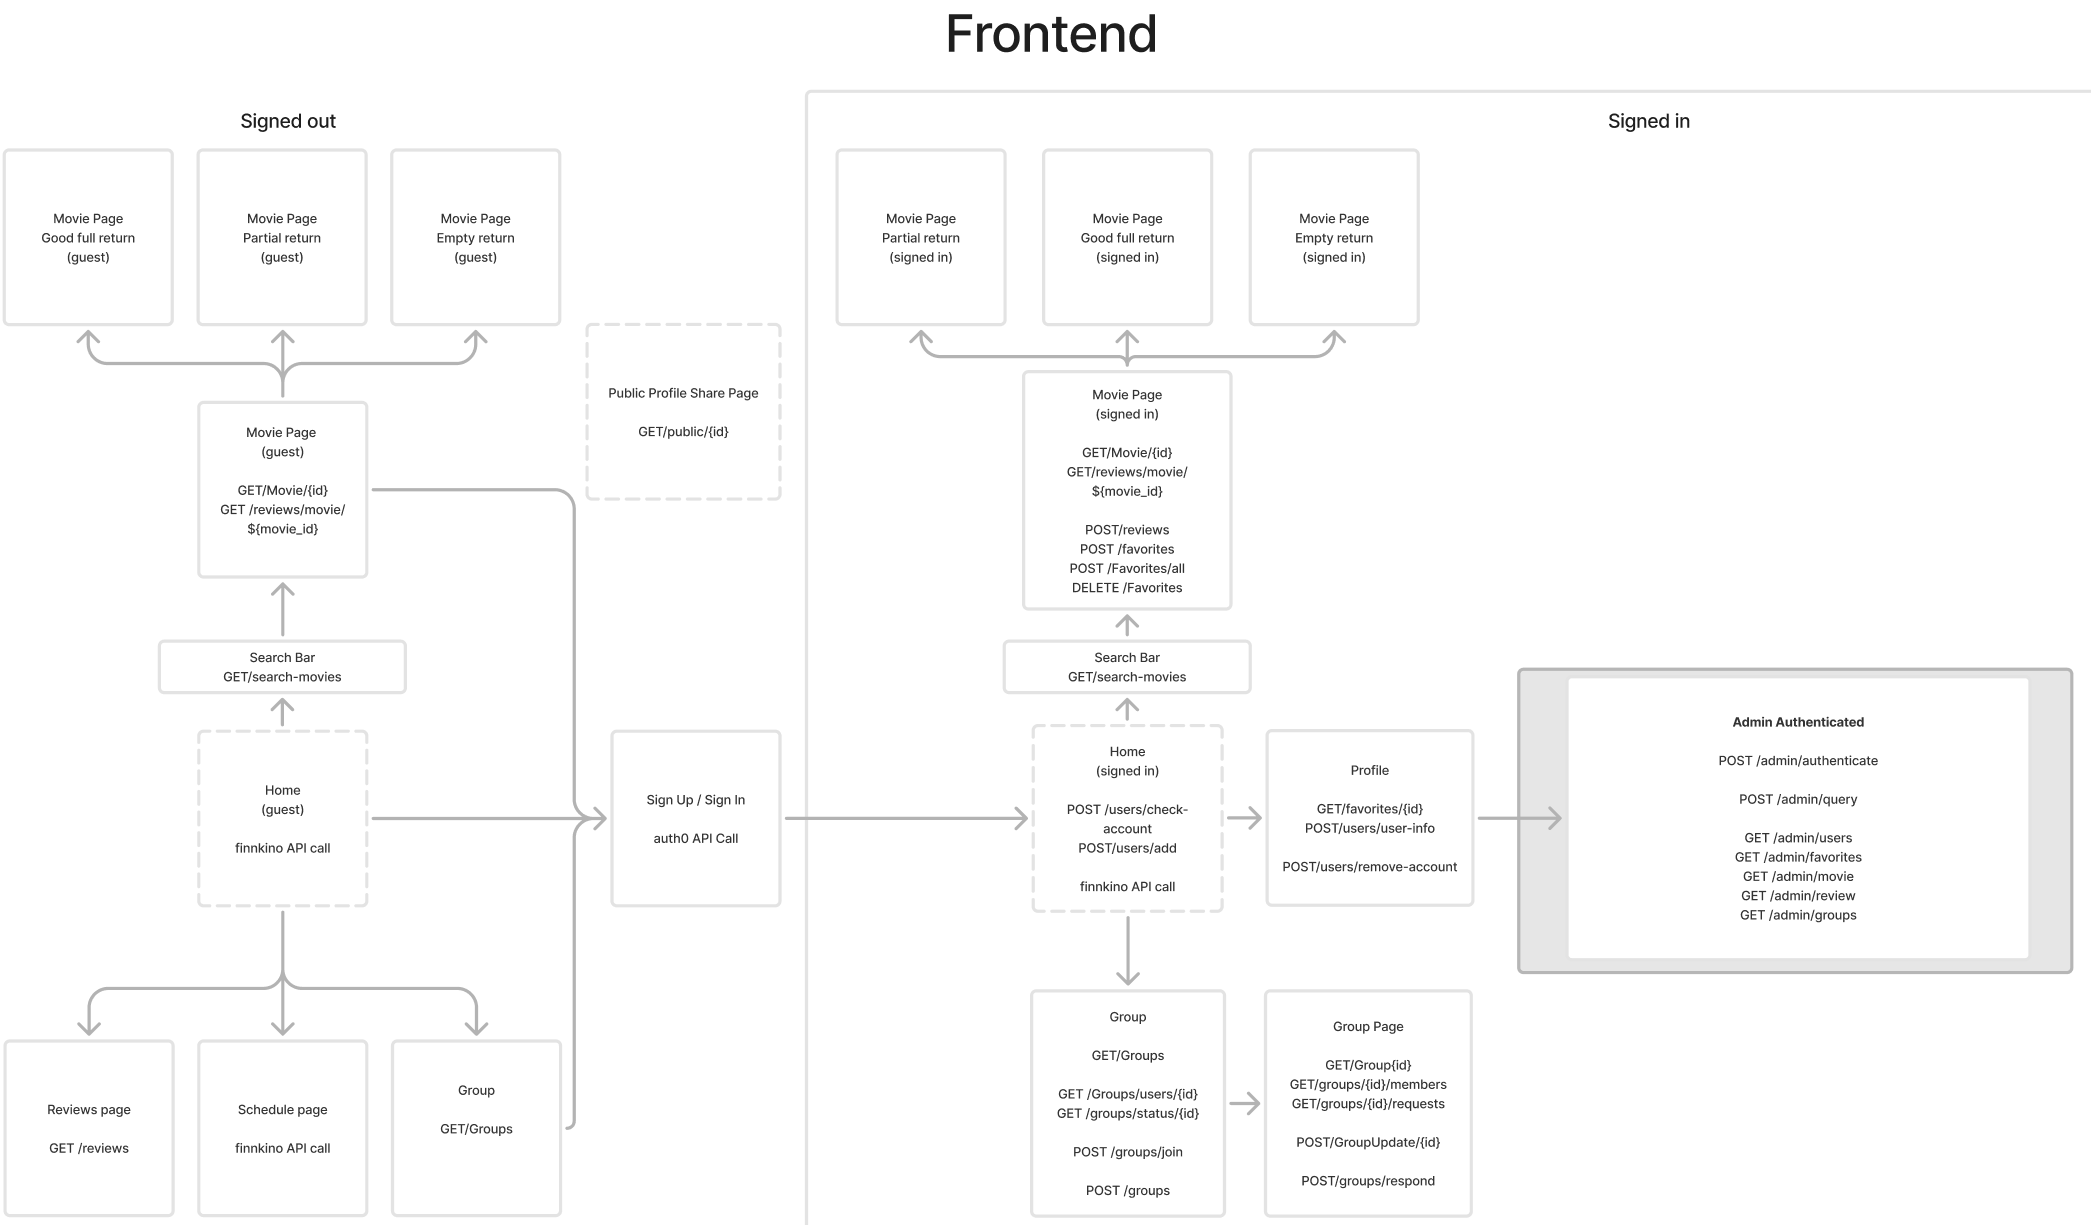 Frontend
Signed out
Movie Page
Good full return
(guest)
Movie Page
Partial return
(guest)
Movie Page
Empty return
(guest)
Public Profile Share Page
GET/public/{id}
Movie Page
(guest)
GET/Movie/{id}
GET /reviews/movie/
${movie_id}
Search Bar
GET/search-movies
Home
(guest)
finnkino API call
Sign Up / Sign In
auth0 API Call
Reviews page
GET /reviews
Schedule page
finnkino API call
Group
GET/Groups
Signed in
Movie Page
Partial return
(signed in)
Movie Page
Good full return
(signed in)
Movie Page
Empty return
(signed in)
Movie Page
(signed in)
GET/Movie/{id}
GET/reviews/movie/
${movie_id}
POST/reviews
POST /favorites
POST /Favorites/all
DELETE /Favorites
Search Bar
GET/search-movies
Home
(signed in)
POST /users/check-
account
POST/users/add
finnkino API call
Profile
GET/favorites/{id}
POST/users/user-info
POST/users/remove-account
Admin Authenticated
POST /admin/authenticate
POST /admin/query
GET /admin/users
GET /admin/favorites
GET /admin/movie
GET /admin/review
GET /admin/groups
Group
GET/Groups
GET /Groups/users/{id}
GET /groups/status/{id}
POST /groups/join
POST /groups
Group Page
GET/Group{id}
GET/groups/{id}/members
GET/groups/{id}/requests
POST/GroupUpdate/{id}
POST/groups/respond